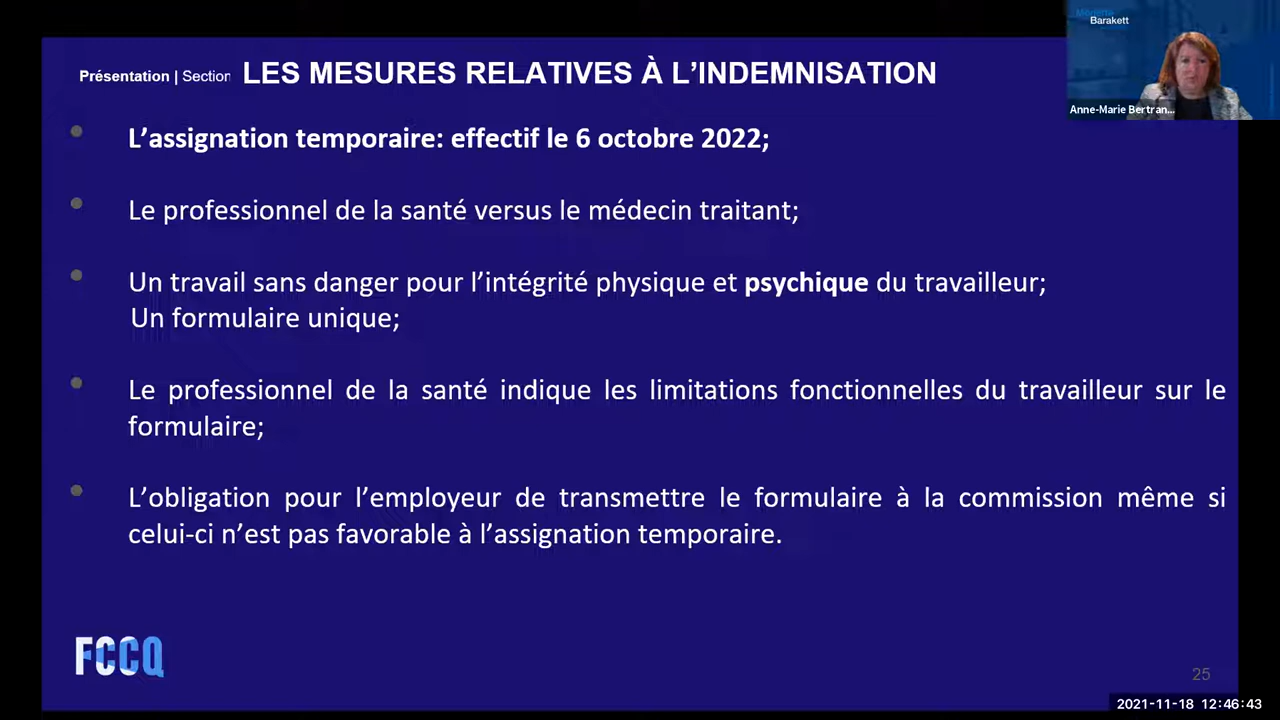 Présentation | Section
LES MESURES RELATIVES À L’INDEMNISATION
L’assignation temporaire: effectif le 6 octobre 2022;
Le professionnel de la santé versus le médecin traitant;
Un travail sans danger pour l’intégrité physique et psychique du travailleur;
Un formulaire unique;
Le professionnel de la santé indique les limitations fonctionnelles du travailleur sur le
formulaire;
L’obligation pour l’employeur de transmettre le formulaire à la commission même si
celui-ci n’est pas favorable à l’assignation temporaire.
FCCQ
25
Barakett
Anne-Marie Bertran...
2021-11-18 12:46:43